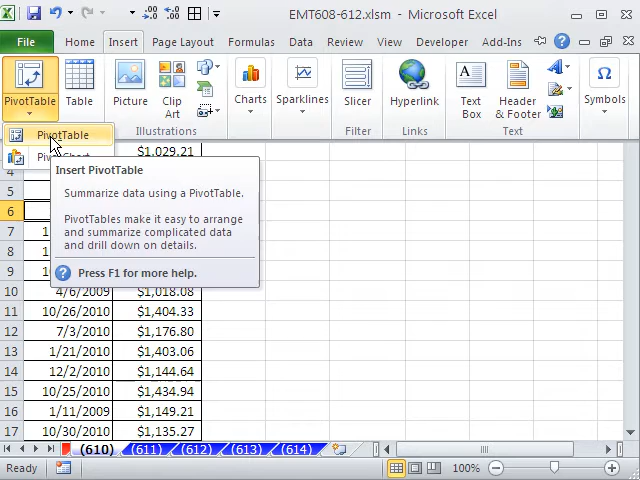 EMT608-612.xlsm - Microsoft Excel
File Home Insert Page Layout Formulas Data Review View Developer Add-Ins
PivotTable Table Picture Clip Art Charts Sparklines Slicer Hyperlink Text Box Header & Footer Symbols
Illustrations Filter Links Text
PivotTable
$1,029.21
Insert PivotTable
Summarize data using a PivotTable.
PivotTables make it easy to arrange
and summarize complicated data
and drill down on details.
Press F1 for more help.
5
6
7
8
9
10 4/6/2009 $1,018.08
11 10/26/2010 $1,404.33
12 7/3/2010 $1,176.80
13 1/21/2010 $1,403.06
14 12/2/2010 $1,144.64
15 10/25/2010 $1,434.94
16 1/11/2009 $1,149.21
17 10/30/2010 $1,135.27
(610) (611) (612) (613) (614)
Ready 100%